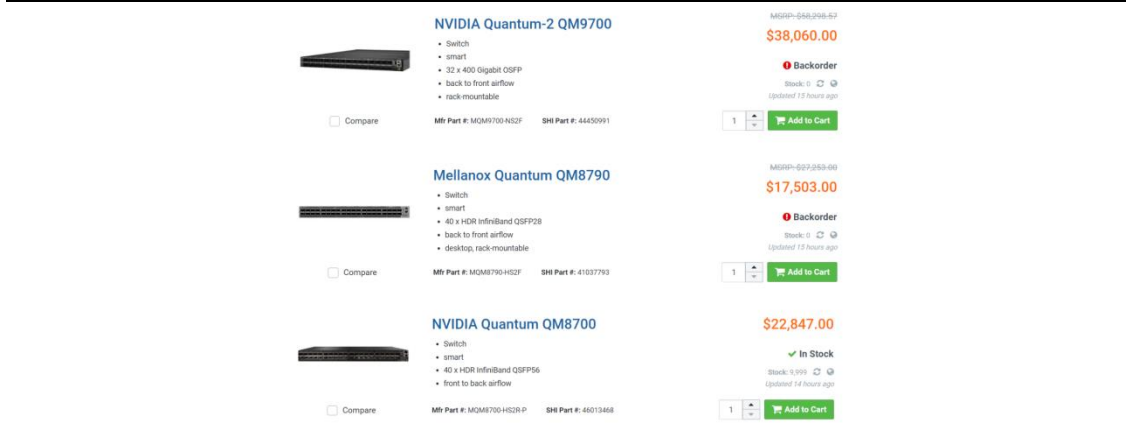 NVIDIA Quantum-2 QM9700
• Switch
• smart
• 32 x 400 Gigabit OSFP
• back to front airflow
• rack-mountable
MSRP: $58,298.57
$38,060.00
Backorder
Stock: 0
Updated 15 hours ago
Compare
Mfr Part #: MQM9700-NS2F SHI Part #: 44450991
1 Add to Cart
Mellanox Quantum QM8790
• Switch
• smart
• 40 x HDR InfiniBand QSFP28
• back to front airflow
• desktop, rack-mountable
MSRP: $27,253.00
$17,503.00
Backorder
Stock: 0
Updated 15 hours ago
Compare
Mfr Part #: MQM8790-HS2F SHI Part #: 41037793
1 Add to Cart
NVIDIA Quantum QM8700
• Switch
• smart
• 40 x HDR InfiniBand QSFP56
• front to back airflow
$22,847.00
In Stock
Stock: 9,999
Updated 14 hours ago
Compare
Mfr Part #: MQM8700-HS2R-P SHI Part #: 46013468
1 Add to Cart